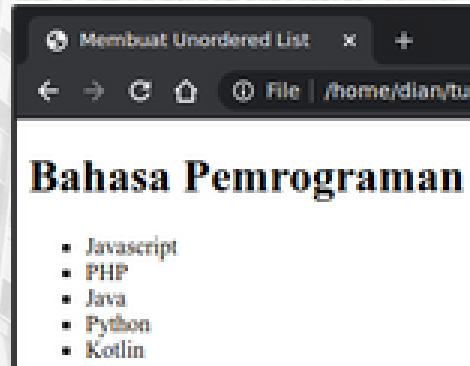 Membuat Unordered List
File /home/dian/tu
Bahasa Pemrograman
Javascript
PHP
Java
Python
Kotlin